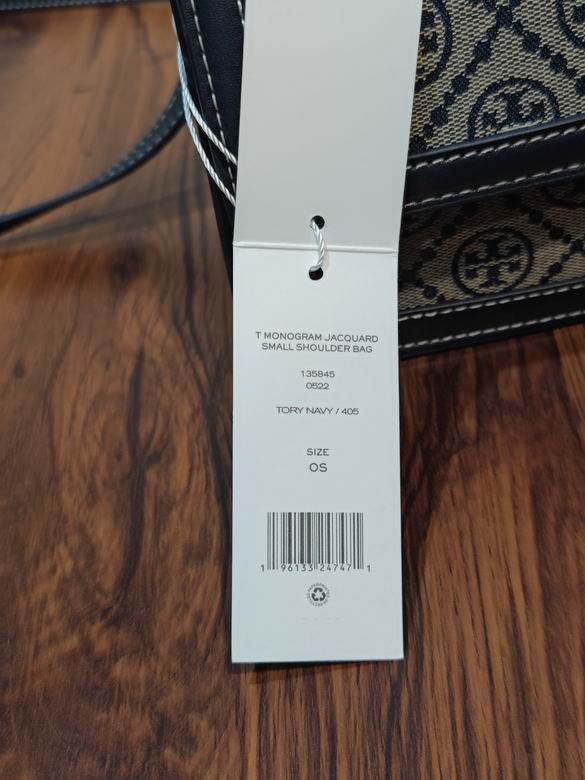 T MONOGRAM JACQUARD
SMALL SHOULDER BAG
135845
0522
TORY NAVY / 405
SIZE
OS
1 96133 24747 1